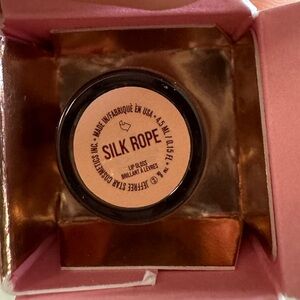 SILK ROPE
LIP GLOSS
BRILLANT À LÈVRES
JEFFREE STAR COSMETICS INC. • MADE IN/FABRIQUÉ EN USA • 4.5 ML / 0.15 FL.